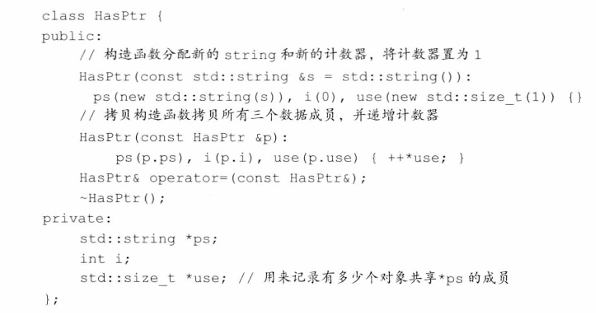 class HasPtr {
public:
// 构造函数分配新的 string 和新的计数器，将计数器置为 1
HasPtr(const std::string &s = std::string()):
ps(new std::string(s)), i(0), use(new std::size_t(1)) {}
// 拷贝构造函数拷贝所有三个数据成员，并递增计数器
HasPtr(const HasPtr &p):
ps(p.ps), i(p.i), use(p.use) { ++*use; }
HasPtr& operator=(const HasPtr&);
~HasPtr();
private:
std::string *ps;
int i;
std::size_t *use; // 用来记录有多少个对象共享*ps 的成员
};